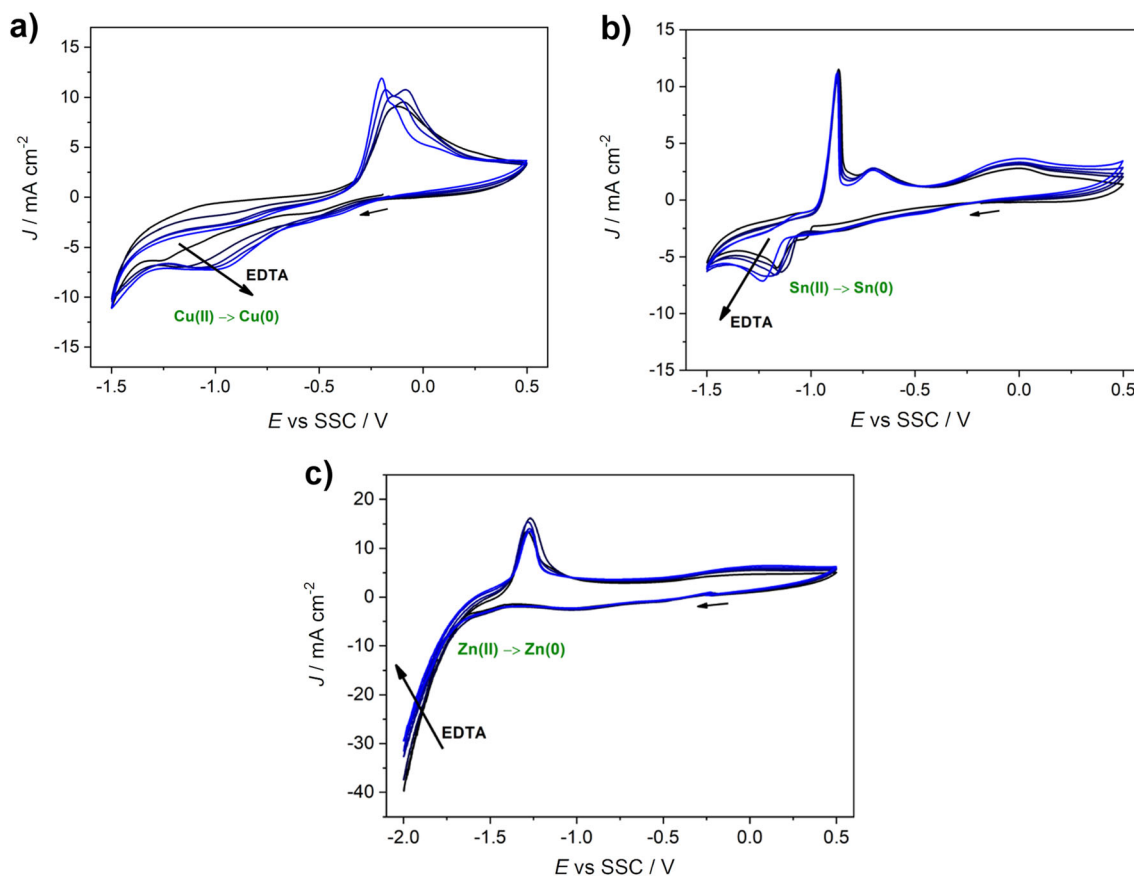 a)
15
10
5
0
-5
-10
-15
J / mA cm⁻²
EDTA
Cu(II) → Cu(0)
-1.5 -1.0 -0.5 0.0 0.5
E vs SSC / V
b)
15
10
5
0
-5
-10
-15
J / mA cm⁻²
Sn(II) → Sn(0)
EDTA
-1.5 -1.0 -0.5 0.0 0.5
E vs SSC / V
c)
20
10
0
-10
-20
-30
-40
J / mA cm⁻²
Zn(II) → Zn(0)
EDTA
-2.0 -1.5 -1.0 -0.5 0.0 0.5
E vs SSC / V